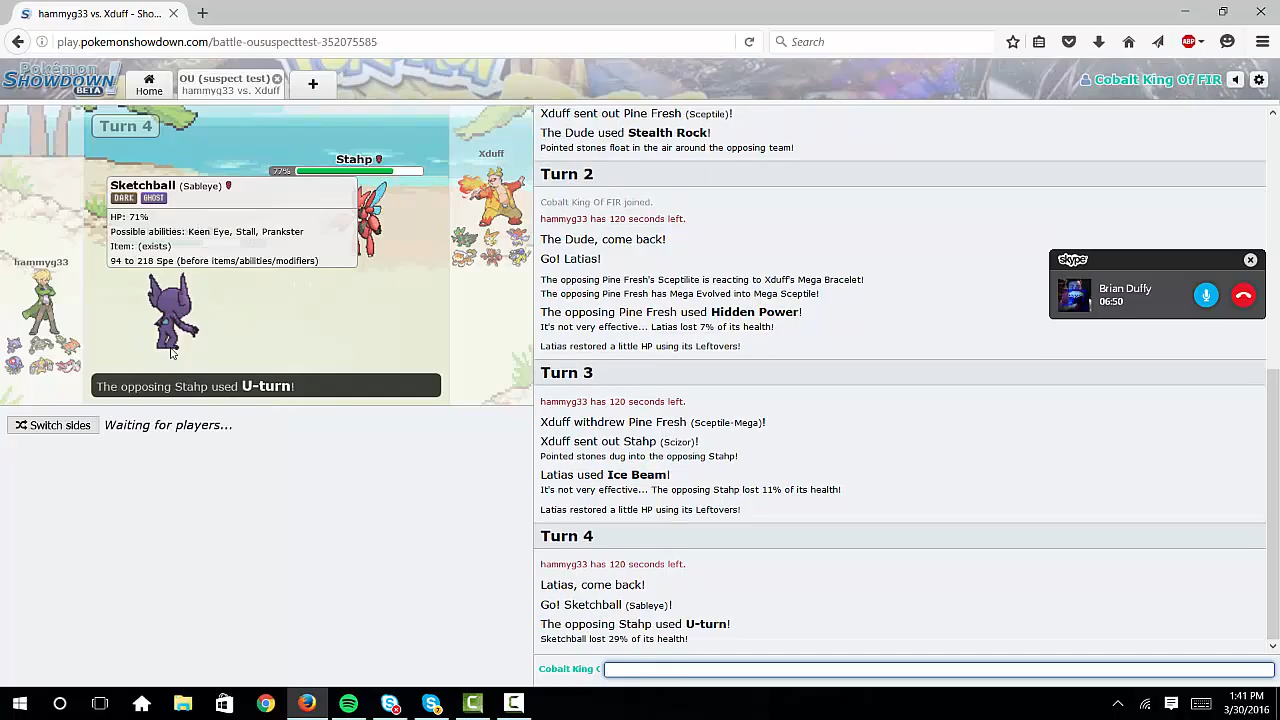 hammyg33 vs. Xduff - Sho...
play.pokemonshowdown.com/battle-oususpecttest-352075585
Search
ABP
Pokémon
SHOWDOWN!
BETA
Home
OU (suspect test)
hammyg33 vs. Xduff
Cobalt King Of FIR
Turn 4
Stahp
77%
Xduff
Sketchball (Sableye)
DARK GHOST
HP: 71%
Possible abilities: Keen Eye, Stall, Prankster
Item: (exists)
94 to 218 Spe (before items/abilities/modifiers)
hammyg33
The opposing Stahp used U-turn!
Switch sides
Waiting for players...
Xduff sent out Pine Fresh (Sceptile)!
The Dude used Stealth Rock!
Pointed stones float in the air around the opposing team!
Turn 2
Cobalt King Of FIR joined.
hammyg33 has 120 seconds left.
The Dude, come back!
Go! Latias!
The opposing Pine Fresh's Sceptilite is reacting to Xduff's Mega Bracelet!
The opposing Pine Fresh has Mega Evolved into Mega Sceptile!
The opposing Pine Fresh used Hidden Power!
It's not very effective... Latias lost 7% of its health!
Latias restored a little HP using its Leftovers!
Turn 3
hammyg33 has 120 seconds left.
Xduff withdrew Pine Fresh (Sceptile-Mega)!
Xduff sent out Stahp (Scizor)!
Pointed stones dug into the opposing Stahp!
Latias used Ice Beam!
It's not very effective... The opposing Stahp lost 11% of its health!
Latias restored a little HP using its Leftovers!
Turn 4
hammyg33 has 120 seconds left.
Latias, come back!
Go! Sketchball (Sableye)!
The opposing Stahp used U-turn!
Sketchball lost 29% of its health!
Cobalt King
skype
Brian Duffy
06:50
1:41 PM
3/30/2016